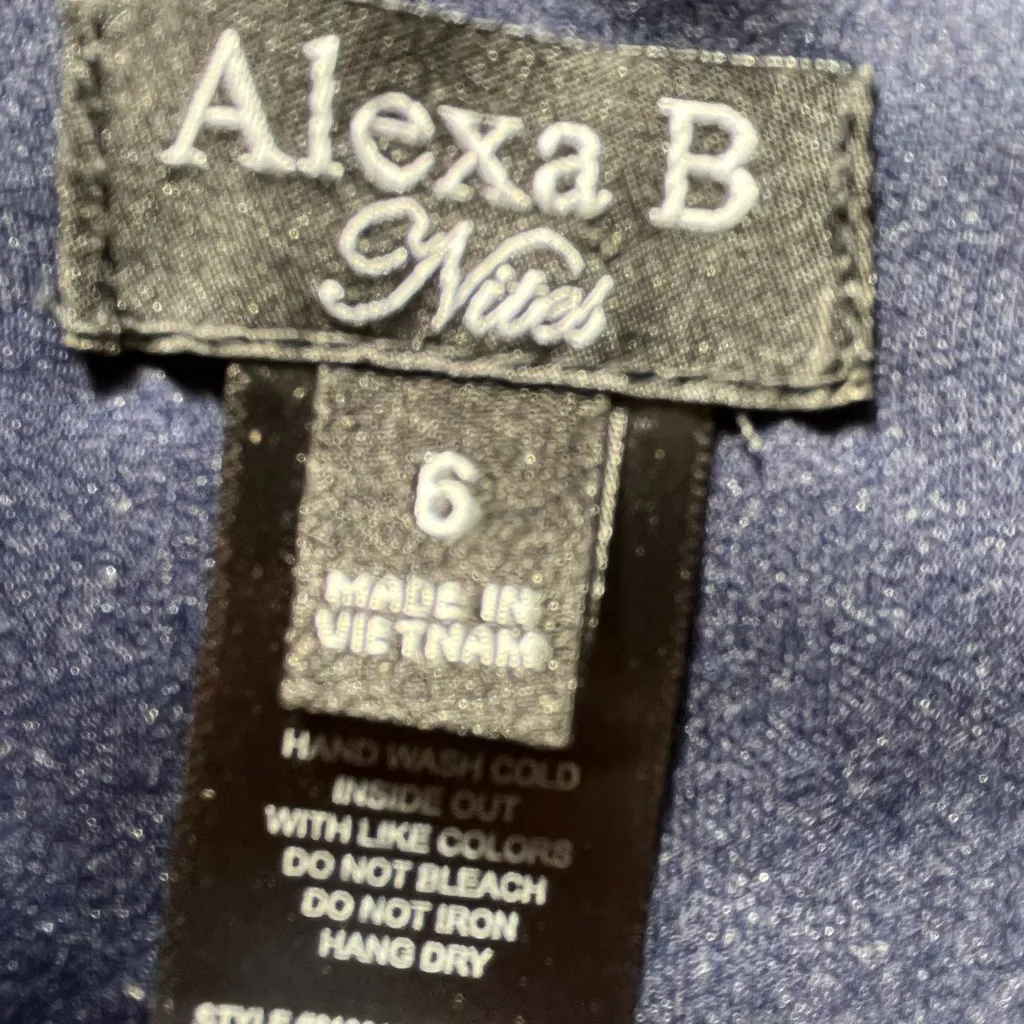 Alexa B
Nites
6
MADE IN
VIETNAM
HAND WASH COLD
INSIDE OUT
WITH LIKE COLORS
DO NOT BLEACH
DO NOT IRON
HANG DRY
STYLE